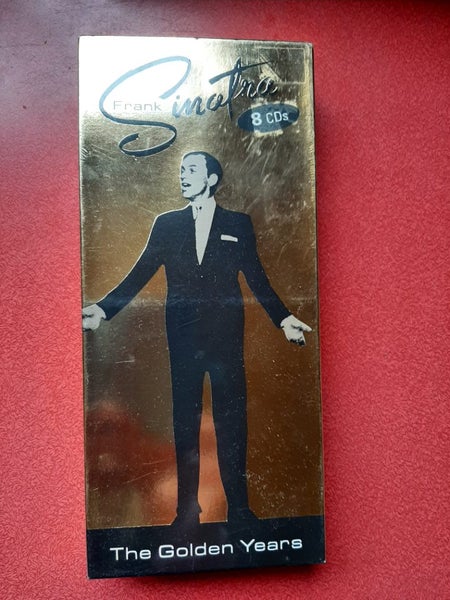 Frank Sinatra
8 CDs
The Golden Years